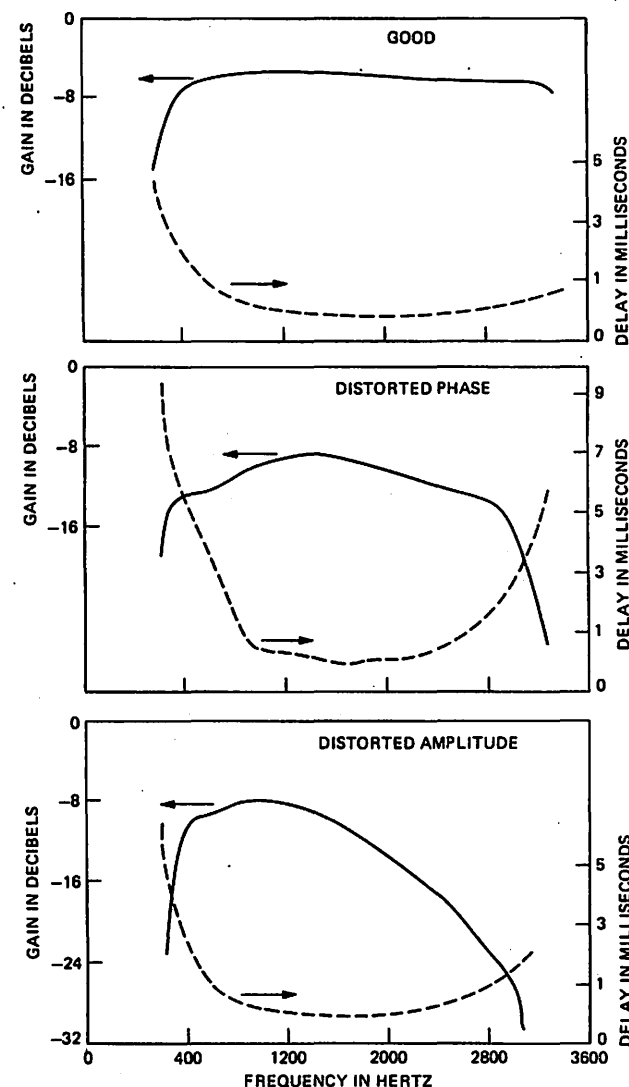 GOOD
GAIN IN DECIBELS
0
−8
−16
5
3
1
0
DELAY IN MILLISECONDS
DISTORTED PHASE
GAIN IN DECIBELS
0
−8
−16
9
7
5
3
1
0
DELAY IN MILLISECONDS
DISTORTED AMPLITUDE
GAIN IN DECIBELS
0
−8
−16
−24
−32
5
3
1
0
DELAY IN MILLISECONDS
0 400 1200 2000 2800 3600
FREQUENCY IN HERTZ